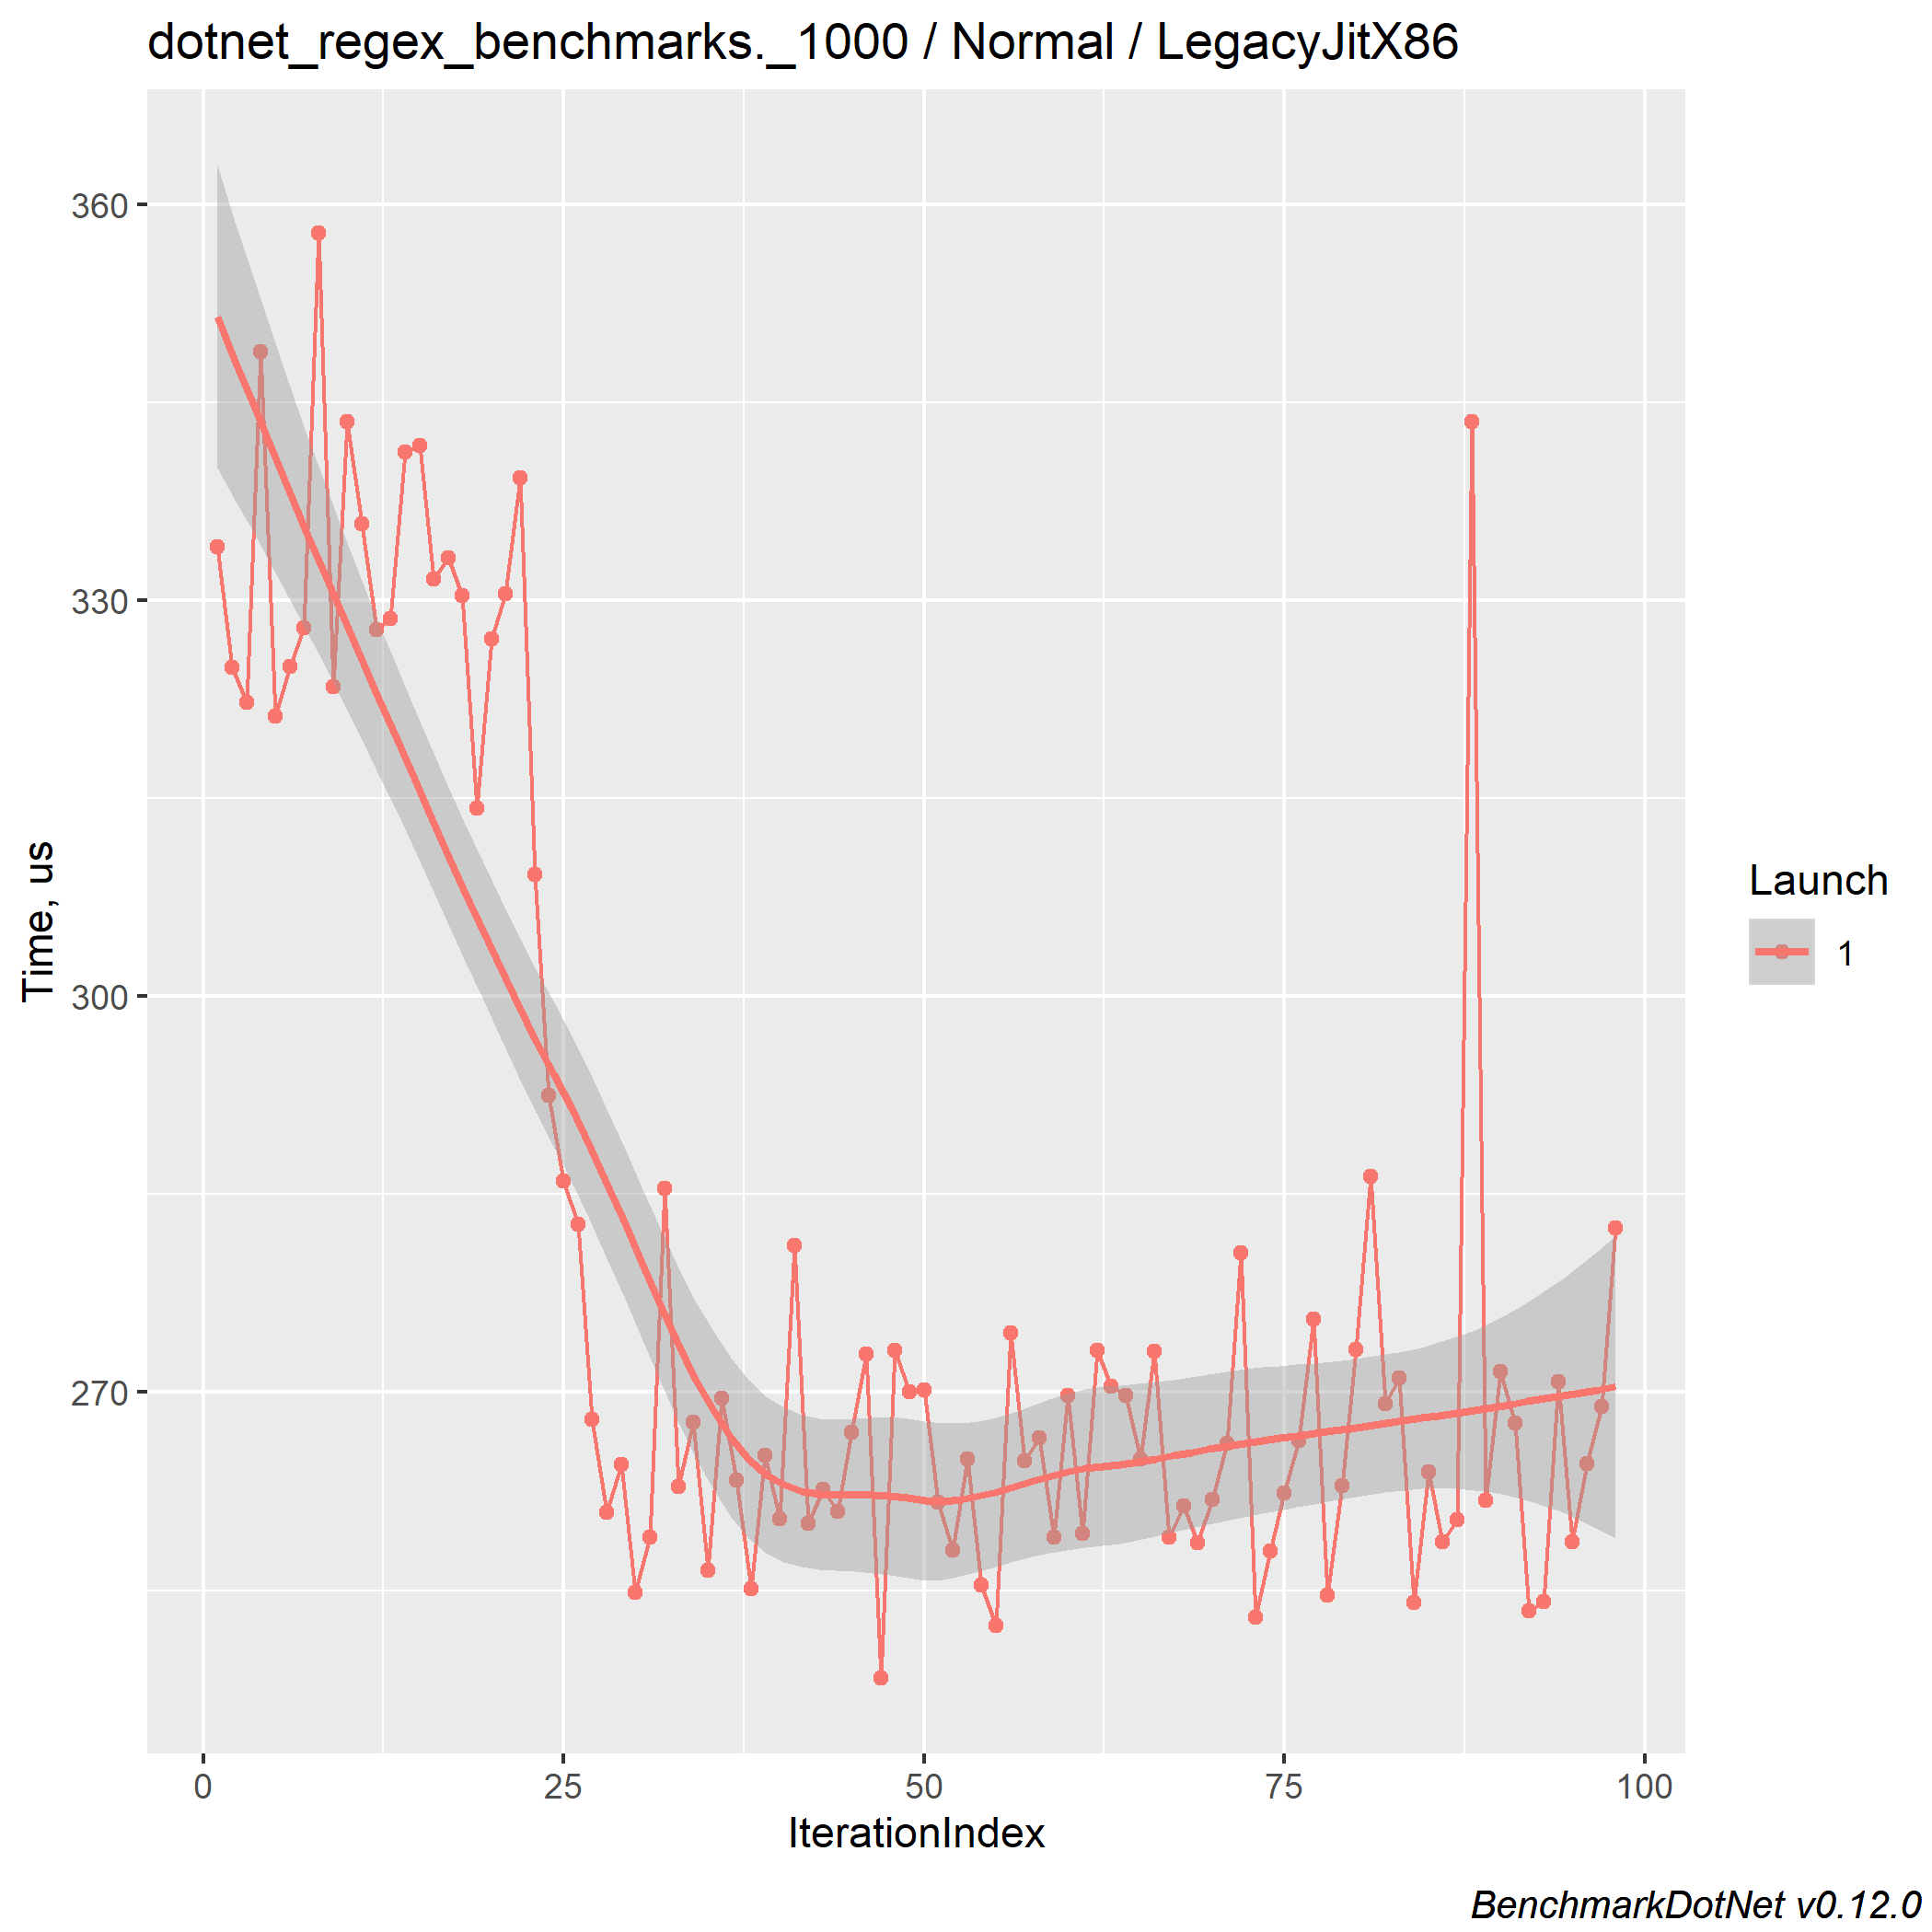 dotnet_regex_benchmarks._1000 / Normal / LegacyJitX86
360
330
300
270
Time, us
0 25 50 75 100
IterationIndex
Launch
1
BenchmarkDotNet v0.12.0